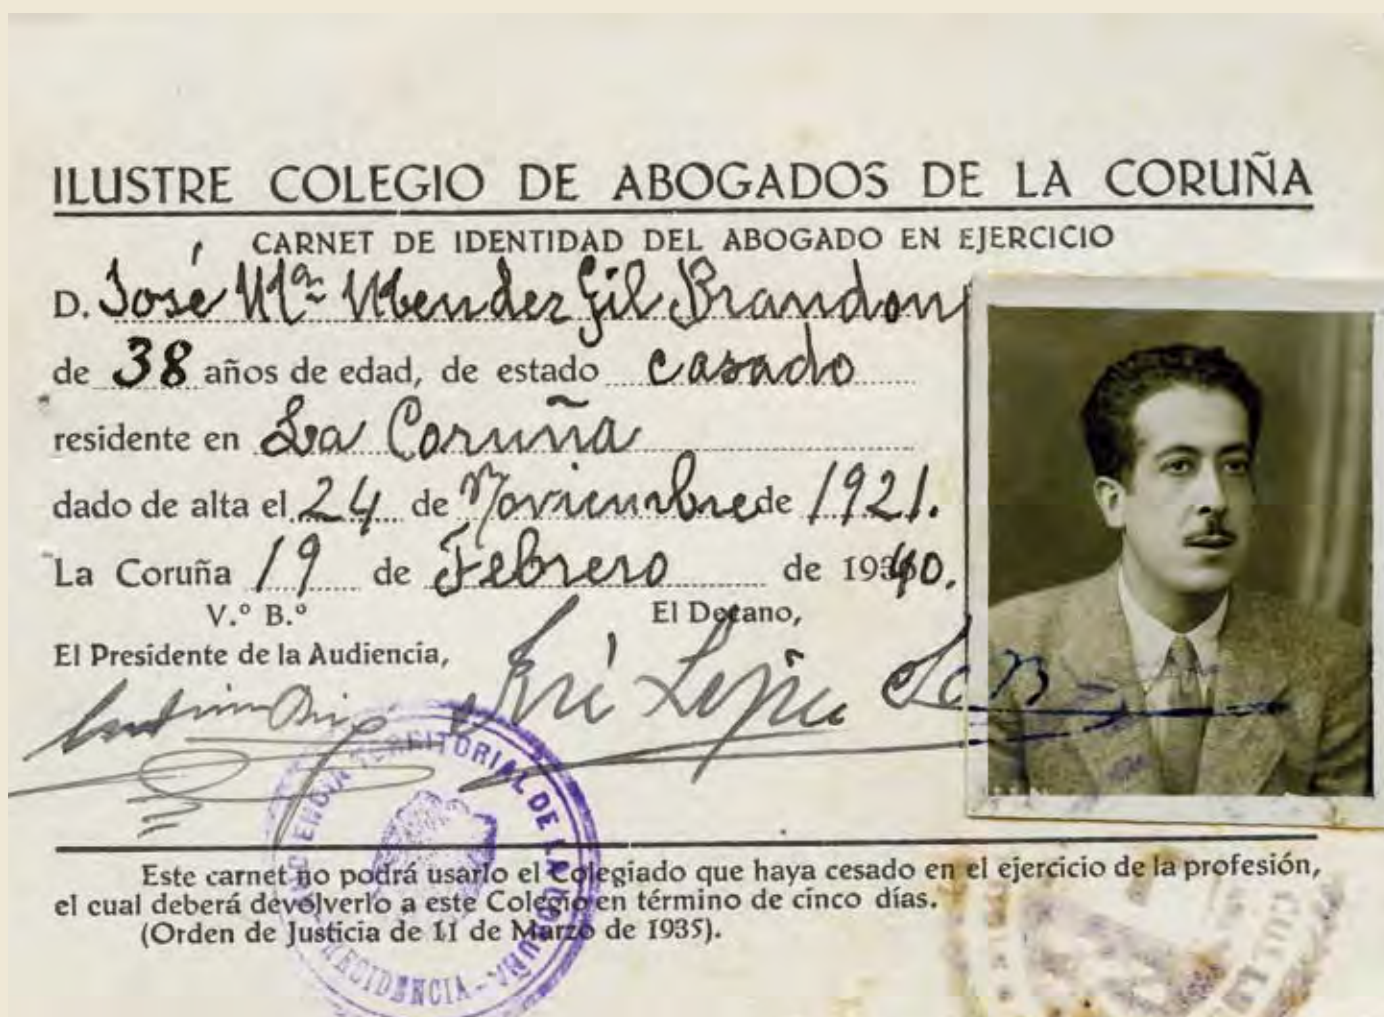 ILUSTRE COLEGIO DE ABOGADOS DE LA CORUÑA
CARNET DE IDENTIDAD DEL ABOGADO EN EJERCICIO
D. José Mª Mendez Gil Brandon
de 38 años de edad, de estado casado
residente en La Coruña
dado de alta el 24 de Noviembre de 1921.
La Coruña 19 de Febrero de 1940.
V.º B.º El Decano,
El Presidente de la Audiencia,
TERRITORIAL DE LA CORUÑA
Este carnet no podrá usarlo el Colegiado que haya cesado en el ejercicio de la profesión,
el cual deberá devolverlo a este Colegio en término de cinco días.
(Orden de Justicia de 11 de Marzo de 1935).